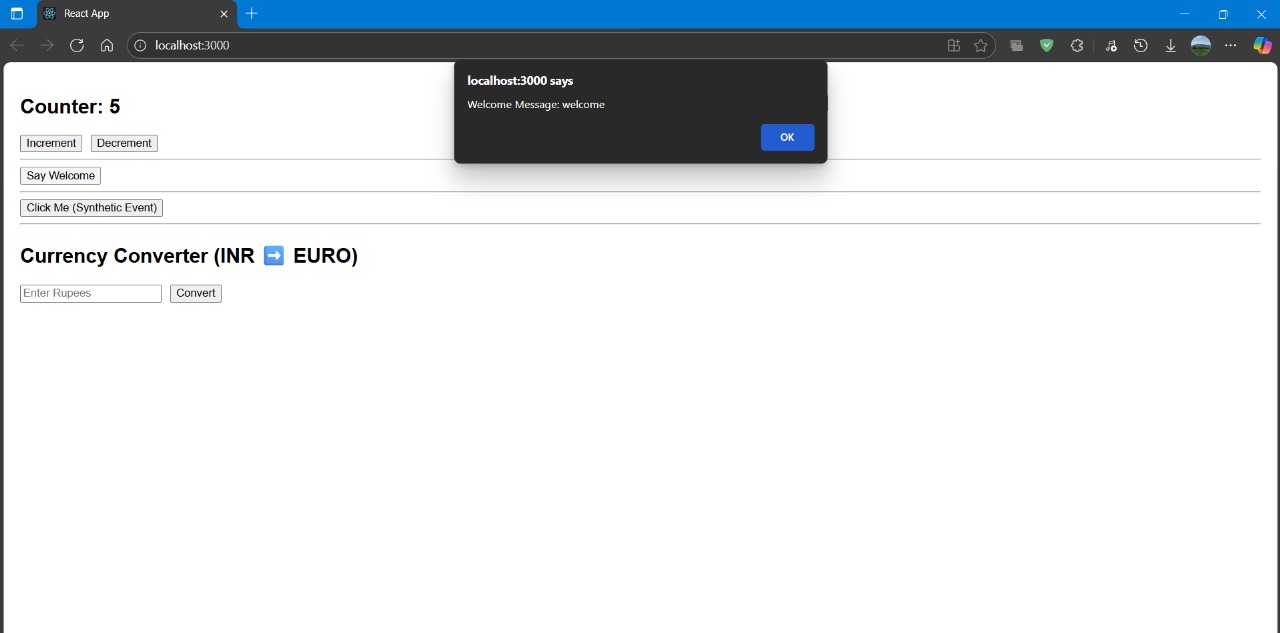 React App
localhost:3000
localhost:3000 says
Welcome Message: welcome
OK
Counter: 5
Increment Decrement
Say Welcome
Click Me (Synthetic Event)
Currency Converter (INR ➡️ EURO)
Enter Rupees Convert